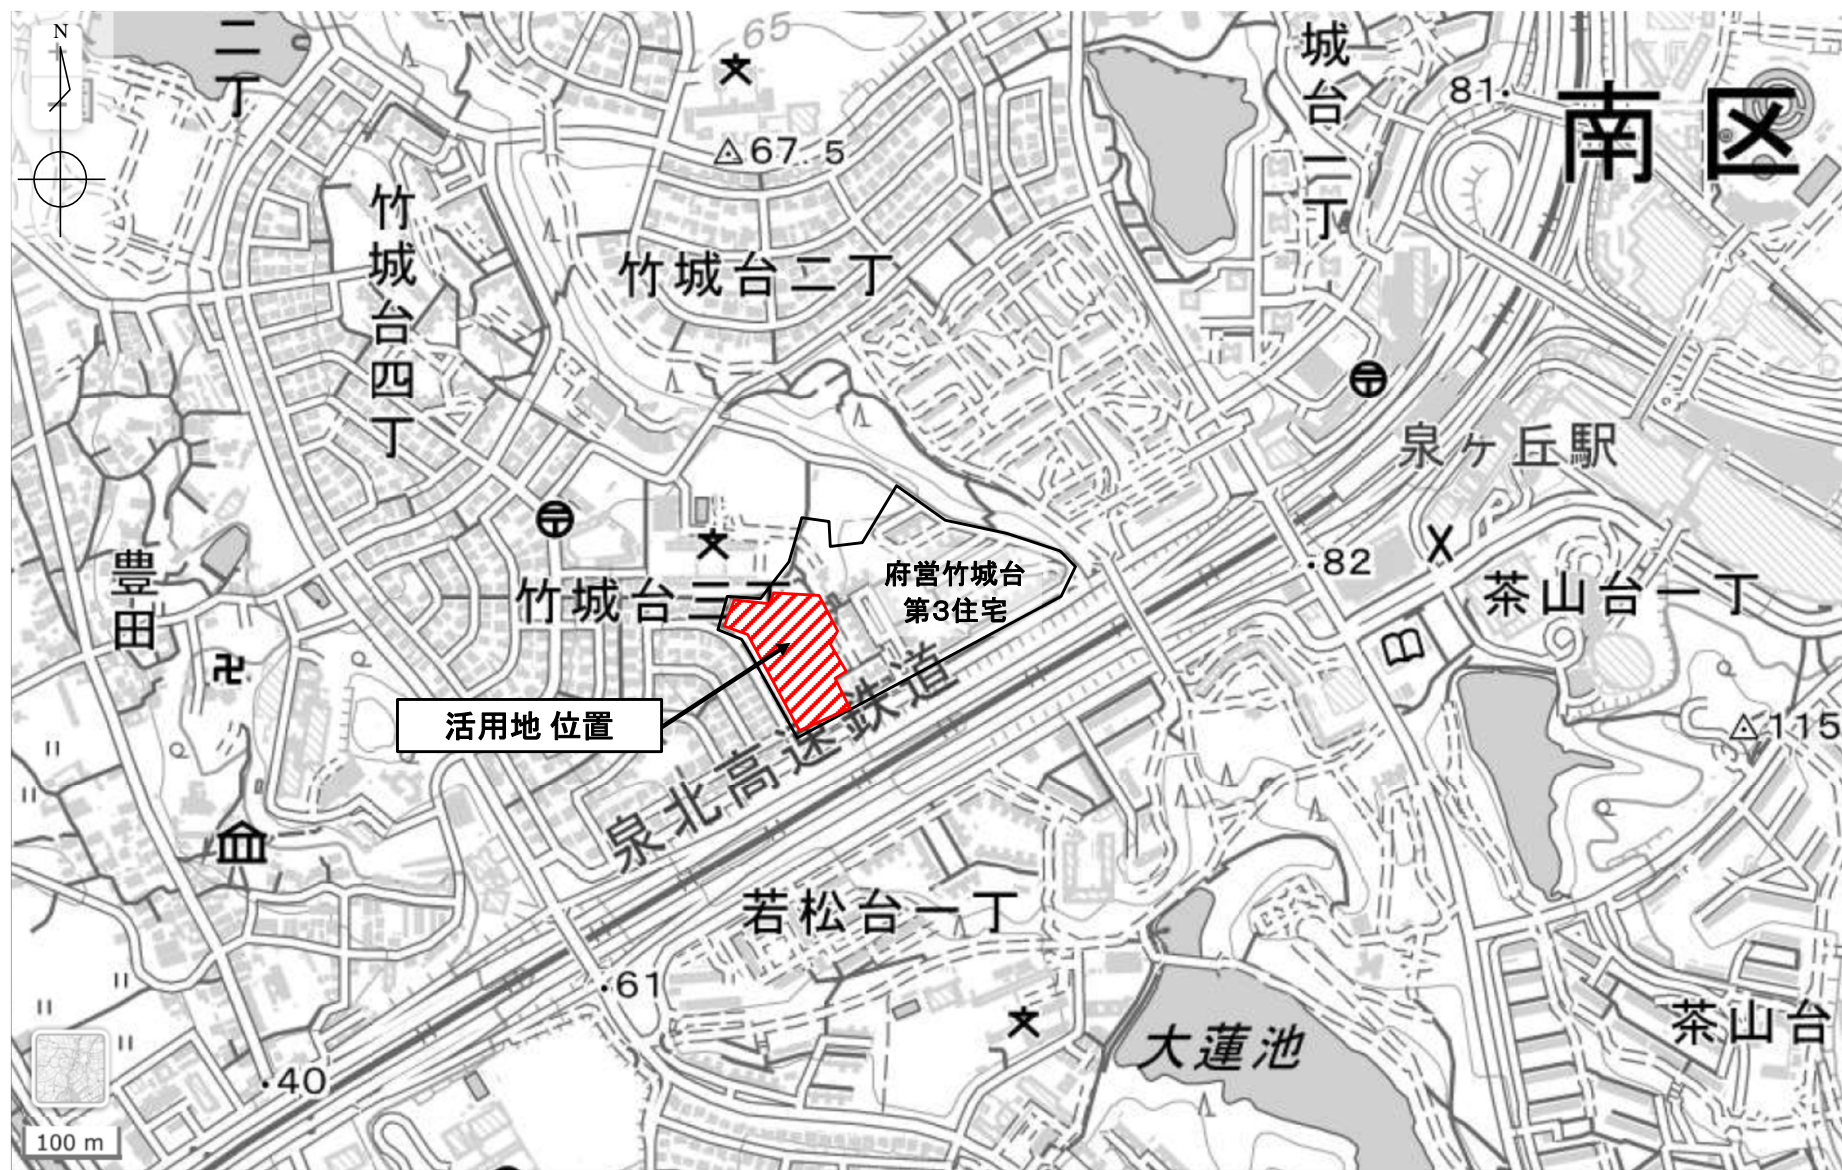 N
二丁
65
67.5
城台二丁
81
南区
竹城台四丁
竹城台二丁
泉ヶ丘駅
豊田
竹城台三丁
府営竹城台
第3住宅
82
茶山台一丁
活用地 位置
泉北高速鉄道
115
若松台一丁
61
大蓮池
茶山台
40
100 m